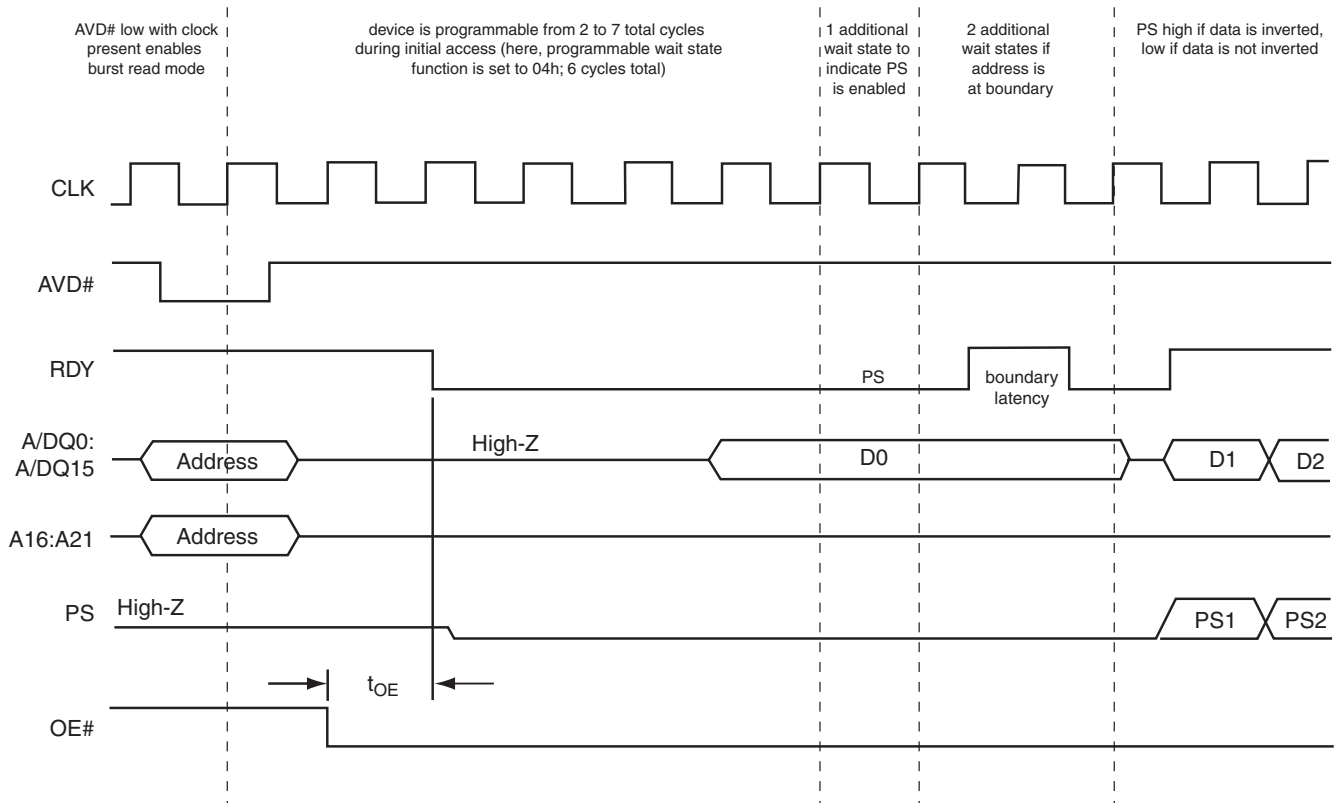 AVD# low with clock
present enables
burst read mode
device is programmable from 2 to 7 total cycles
during initial access (here, programmable wait state
function is set to 04h; 6 cycles total)
1 additional
wait state to
indicate PS
is enabled
2 additional
wait states if
address is
at boundary
PS high if data is inverted,
low if data is not inverted
CLK
AVD#
RDY
PS
boundary
latency
A/DQ0:
A/DQ15
Address
High-Z
D0
D1
D2
A16:A21
Address
PS
High-Z
PS1
PS2
tOE
OE#